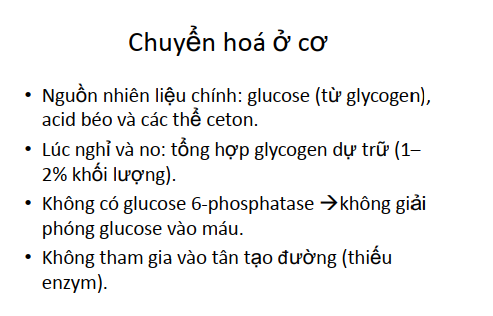 Chuyển hoá ở cơ
• Nguồn nhiên liệu chính: glucose (từ glycogen),
acid béo và các thể ceton.
• Lúc nghỉ và no: tổng hợp glycogen dự trữ (1–
2% khối lượng).
• Không có glucose 6-phosphatase →không giải
phóng glucose vào máu.
• Không tham gia vào tân tạo đường (thiếu
enzym).